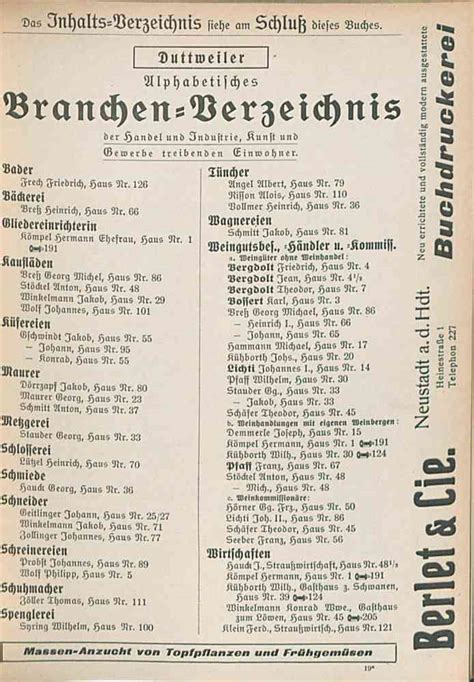 Das Inhalts=Verzeichnis siehe am Schluß dieses Buches.
Duttweiler
Alphabetisches
Branchen=Verzeichnis
der Handel und Industrie, Kunst und
Gewerbe treibenden Einwohner.
Bader
Frech Friedrich, Haus Nr. 126
Bäckerei
Breß Heinrich, Haus Nr. 66
Gliedereinrichterin
Kömpel Hermann Ehefrau, Haus Nr. 1
191
Kaufläden
Breß Georg Michel, Haus Nr. 86
Stöckel Anton, Haus Nr. 48
Winkelmann Jakob, Haus Nr. 29
Wolf Johannes, Haus Nr. 101
Küfereien
Gschwindt Jakob, Haus Nr. 55
— Johann, Haus Nr. 95
— Konrad, Haus Nr. 55
Maurer
Dörrzapf Jakob, Haus Nr. 80
Maurer Georg, Haus Nr. 23
Schmitt Anton, Haus Nr. 37
Metzgerei
Stauder Georg, Haus Nr. 33
Schlosserei
Lützel Heinrich, Haus Nr. 70
Schmiede
Hauck Georg, Haus Nr. 36
Schneider
Geitlinger Johann, Haus Nr. 25/27
Winkelmann Jakob, Haus Nr. 71
Zollinger Johannes, Haus Nr. 77
Schreinereien
Probst Johannes, Haus Nr. 89
Wolf Philipp, Haus Nr. 5
Schuhmacher
Zöller Thomas, Haus Nr. 111
Spenglerei
Syring Wilhelm, Haus Nr. 100
Tüncher
Angel Albert, Haus Nr. 79
Nisson Alois, Haus Nr. 110
Vollmer Heinrich, Haus Nr. 36
Wagnereien
Schmitt Jakob, Haus Nr. 81
Weingutsbes., =Händler u. =Kommiss.
a. Weingüter ohne Weinhandel:
Bergdolt Friedrich, Haus Nr. 4
Bergdolt Jean, Haus Nr. 4½
Bergdolt Theodor, Haus Nr. 7
Bossert Karl, Haus Nr. 3
Breß Georg Michael, Haus Nr. 86
— Heinrich I., Haus Nr. 66
— Johann, Haus Nr. 65
Hammann Michael, Haus Nr. 17
Kühborth Johs., Haus Nr. 20
Lichti Johannes I., Haus Nr. 14
Pfaff Wilhelm, Haus Nr. 30
Stauder Gg., Haus Nr. 33
— Jakob, Haus Nr. 33
Schäfer Theodor, Haus Nr. 45
b. Weinhandlungen mit eigenen Weinbergen:
Demmerle Joseph, Haus Nr. 15
Kömpel Hermann, Haus Nr. 1 191
Kühborth Wilh., Haus Nr. 30 124
Pfaff Franz, Haus Nr. 67
Stöckel Anton, Haus Nr. 48
— Mich., Haus Nr. 48
c. Weinkommissionäre:
Hörner Gg. Frz., Haus Nr. 50
Lichti Joh. II., Haus Nr. 86
Schäfer Theodor, Haus Nr. 45
Seeber Franz, Haus Nr. 56
Wirtschaften
Hauck J., Straußwirtschaft, Haus Nr. 48½
Kömpel Hermann, Haus Nr. 1 191
Kühborth Wilh., Gasthaus z. Schwanen,
Haus Nr. 39 124
Winkelmann Konrad Wwe., Gasthaus
zum Löwen, Haus Nr. 45 205
Klein Ferd., Straußwirtsch., Haus Nr. 121
Berlet & Cie.
Neustadt a. d. Hdt.
Heinestraße 1
Telephon 227
Neu errichtete und vollständig modern ausgestattete
Buchdruckerei
Massen-Anzucht von Topfpflanzen und Frühgemüsen
19*